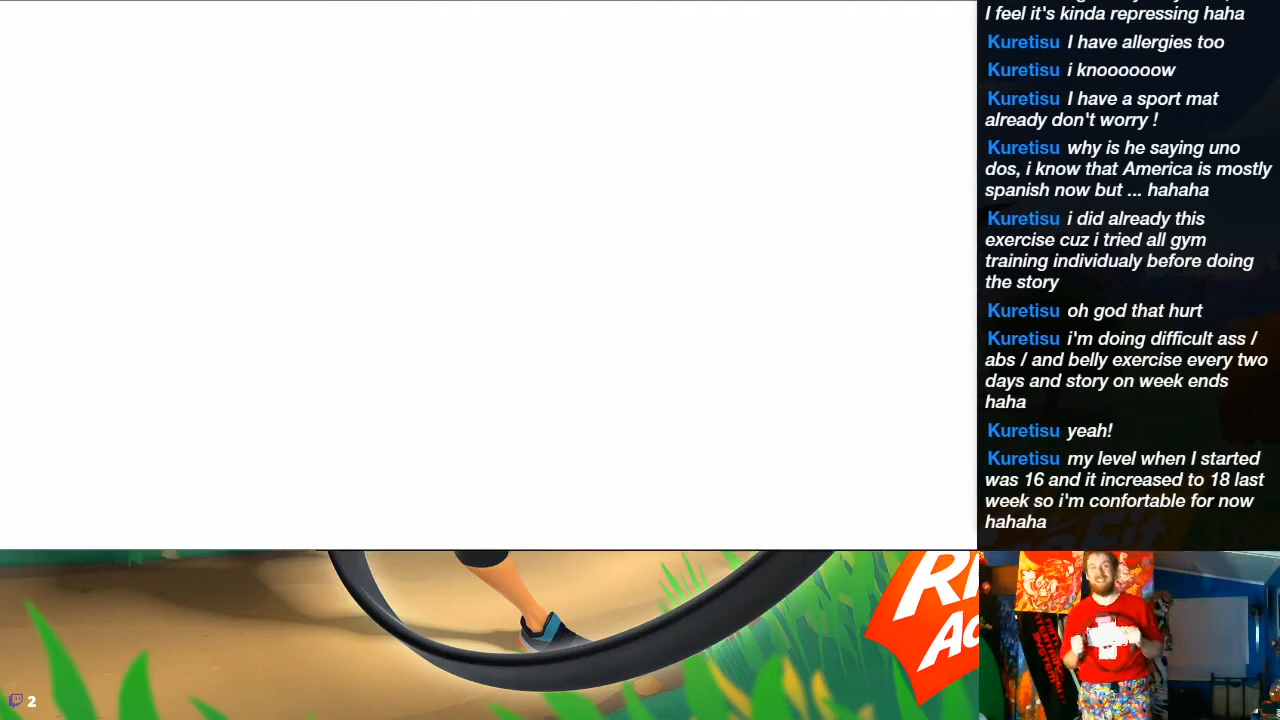 I feel it's kinda repressing haha
Kuretisu I have allergies too
Kuretisu i knoooooow
Kuretisu I have a sport mat
already don't worry !
Kuretisu why is he saying uno
dos, i know that America is mostly
spanish now but ... hahaha
Kuretisu i did already this
exercise cuz i tried all gym
training individualy before doing
the story
Kuretisu oh god that hurt
Kuretisu i'm doing difficult ass /
abs / and belly exercise every two
days and story on week ends
haha
Kuretisu yeah!
Kuretisu my level when I started
was 16 and it increased to 18 last
week so i'm confortable for now
hahaha
2